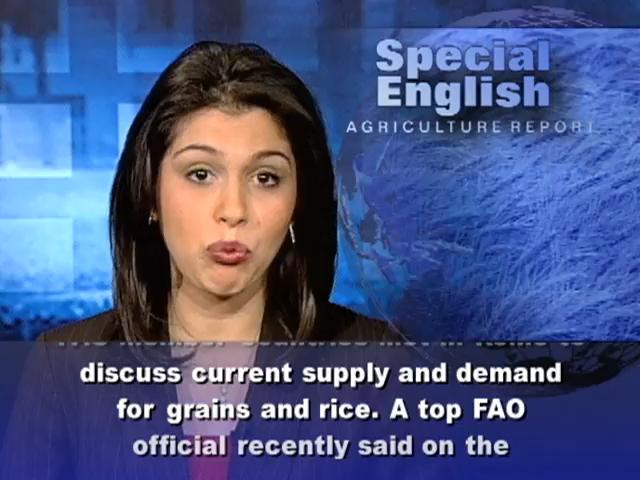 Special
English
AGRICULTURE REPORT
discuss current supply and demand
for grains and rice. A top FAO
official recently said on the